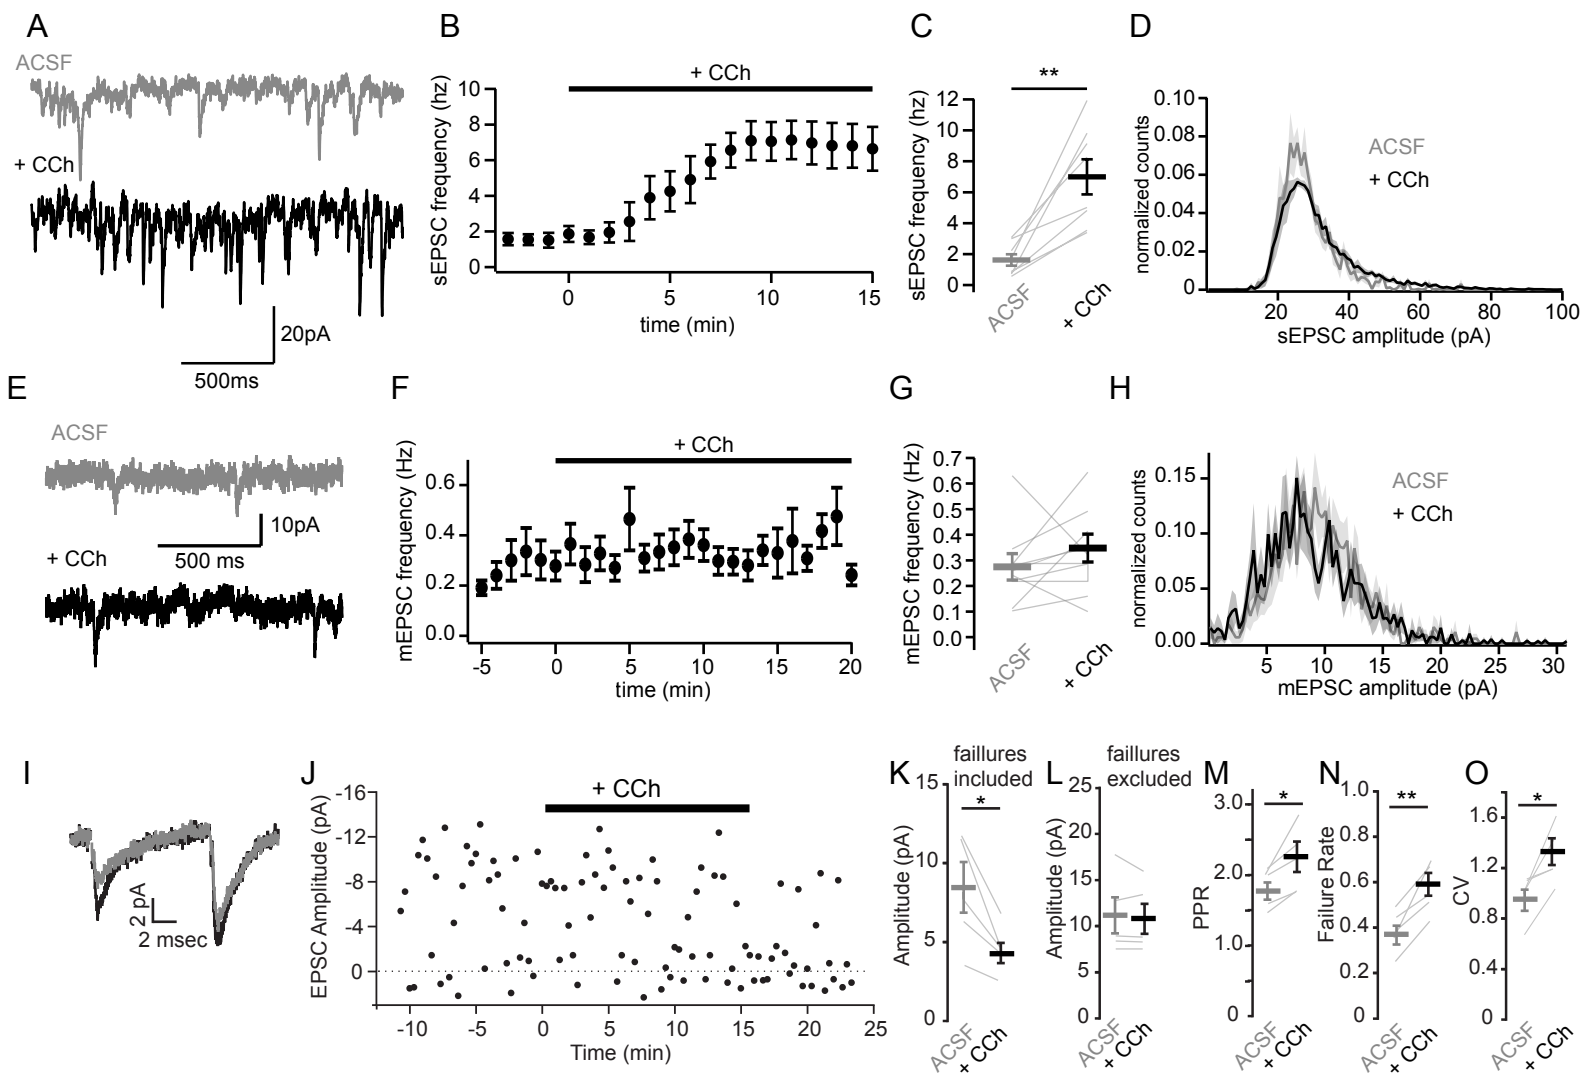 A
ACSF
+ CCh
20pA
500ms
B
+ CCh
sEPSC frequency (hz)
10
8
6
4
2
0
0 5 10 15
time (min)
C
**
sEPSC frequency (hz)
12
10
8
6
4
2
0
ACSF
+ CCh
D
normalized counts
0.10
0.08
0.06
0.04
0.02
0
ACSF
+ CCh
20 40 60 80 100
sEPSC amplitude (pA)
E
ACSF
10pA
500 ms
+ CCh
F
+ CCh
mEPSC frequency (Hz)
0.6
0.4
0.2
0.0
-5 0 5 10 15 20
time (min)
G
mEPSC frequency (Hz)
0.7
0.6
0.5
0.4
0.3
0.2
0.1
0.0
ACSF
+ CCh
H
normalized counts
0.15
0.10
0.05
0.00
ACSF
+ CCh
5 10 15 20 25 30
mEPSC amplitude (pA)
I
2 pA
2 msec
J
+ CCh
EPSC Amplitude (pA)
-16
-12
-8
-4
0
-10 -5 0 5 10 15 20 25
Time (min)
K
faillures
included
*
Amplitude (pA)
15
10
5
0
ACSF
+ CCh
L
faillures
excluded
Amplitude (pA)
25
20
15
10
5
0
ACSF
+ CCh
M
*
PPR
3.0
2.0
1.0
0
ACSF
+ CCh
N
**
Failure Rate
1.0
0.8
0.6
0.4
0.2
0
ACSF
+ CCh
O
*
CV
1.6
1.2
0.8
0.4
0
ACSF
+ CCh